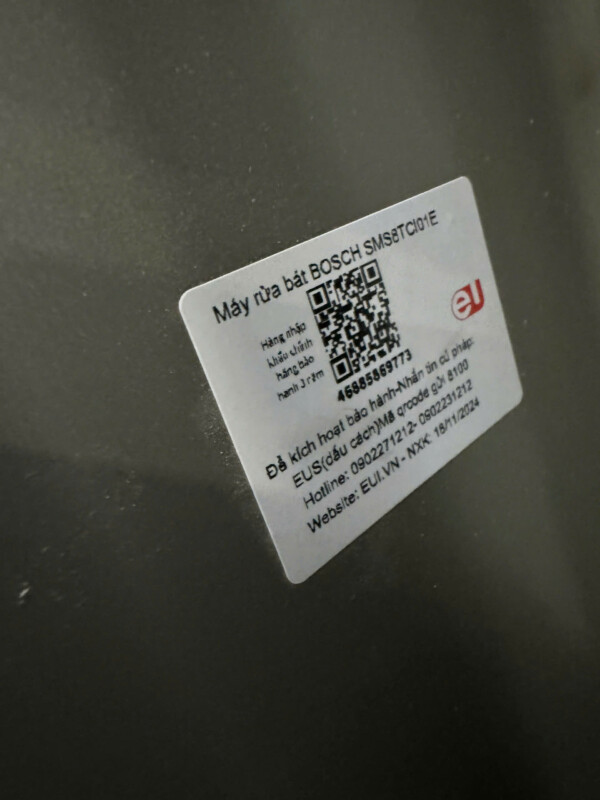 Máy rửa bát BOSCH SMS8TCI01E
Hàng nhập
khẩu chính
hãng bảo
hành 3 năm
eu
46885869773
Để kích hoạt bảo hành-Nhắn tin cú pháp:
EUS(dấu cách)Mã qrcode gửi 8100
Hotline: 0902271212- 0902231212
Website: EUI.VN - NXK: 18/11/2024